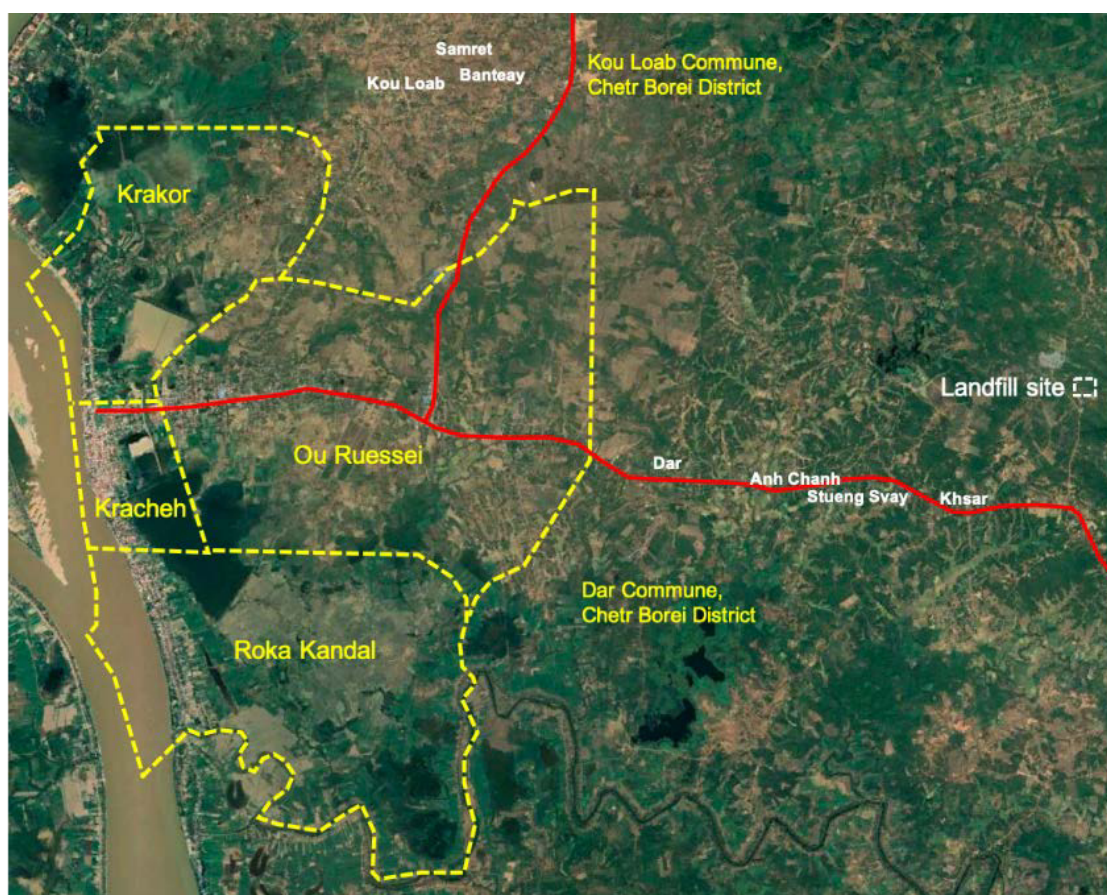 Samret
Kou Loab
Banteay
Kou Loab Commune,
Chetr Borei District
Krakor
Landfill site
Ou Ruessei
Dar
Anh Chanh
Stueng Svay
Khsar
Kracheh
Dar Commune,
Chetr Borei District
Roka Kandal